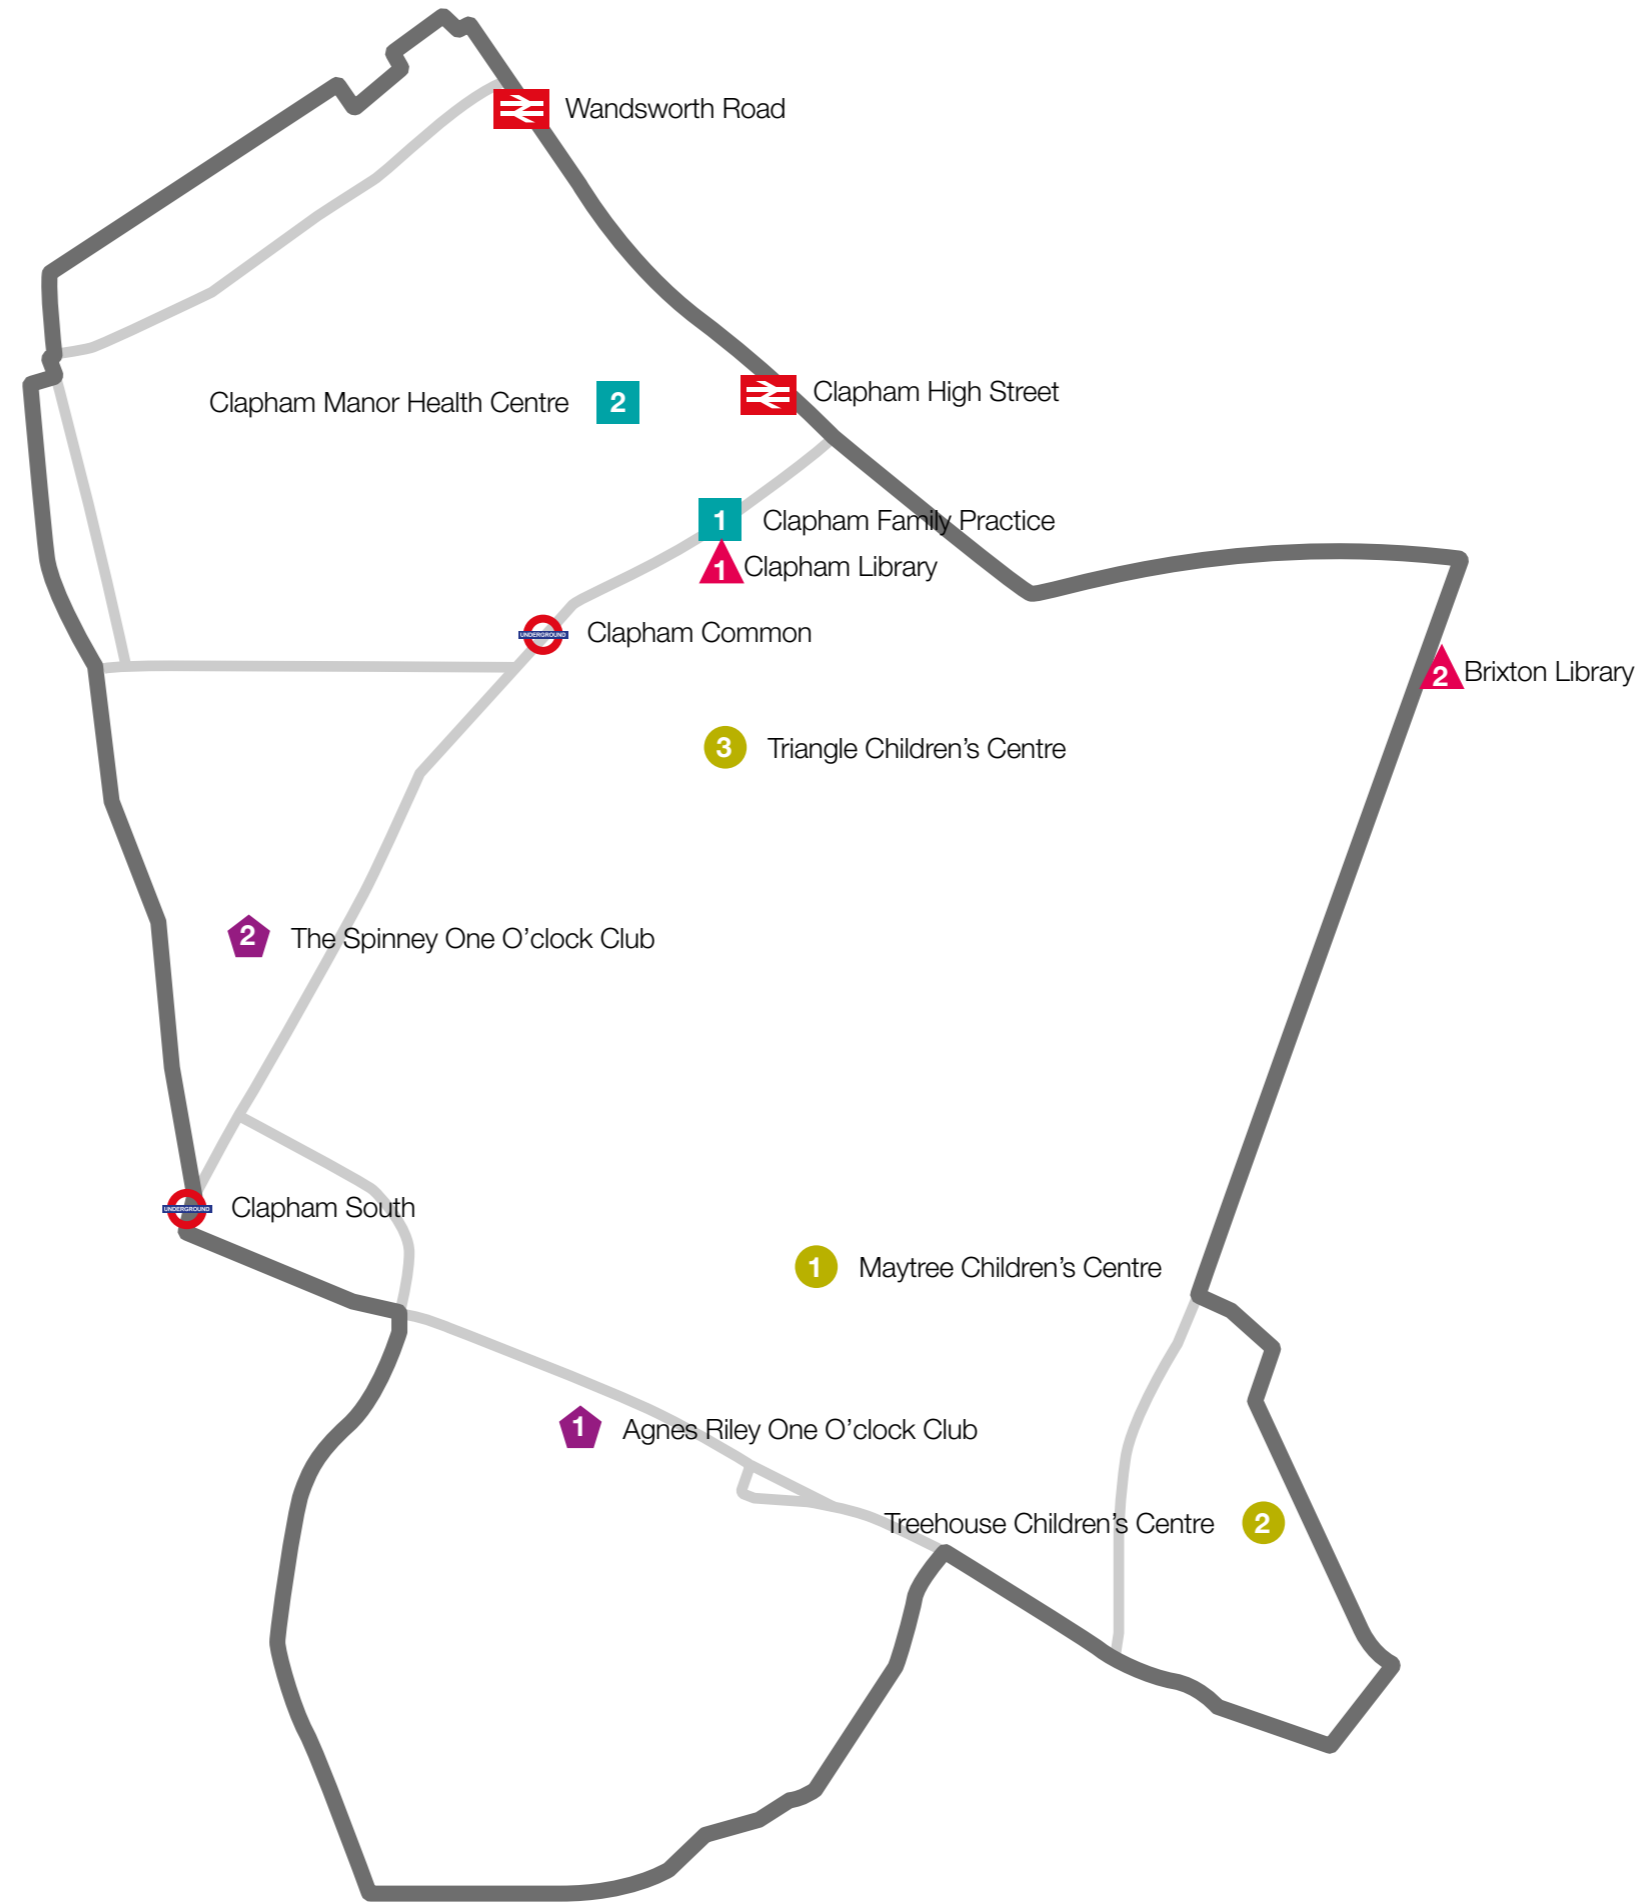 Wandsworth Road
Clapham High Street
Clapham Manor Health Centre 2
1 Clapham Family Practice
1 Clapham Library
UNDERGROUND Clapham Common
2 Brixton Library
3 Triangle Children’s Centre
2 The Spinney One O’clock Club
UNDERGROUND Clapham South
1 Maytree Children’s Centre
1 Agnes Riley One O’clock Club
Treehouse Children’s Centre 2